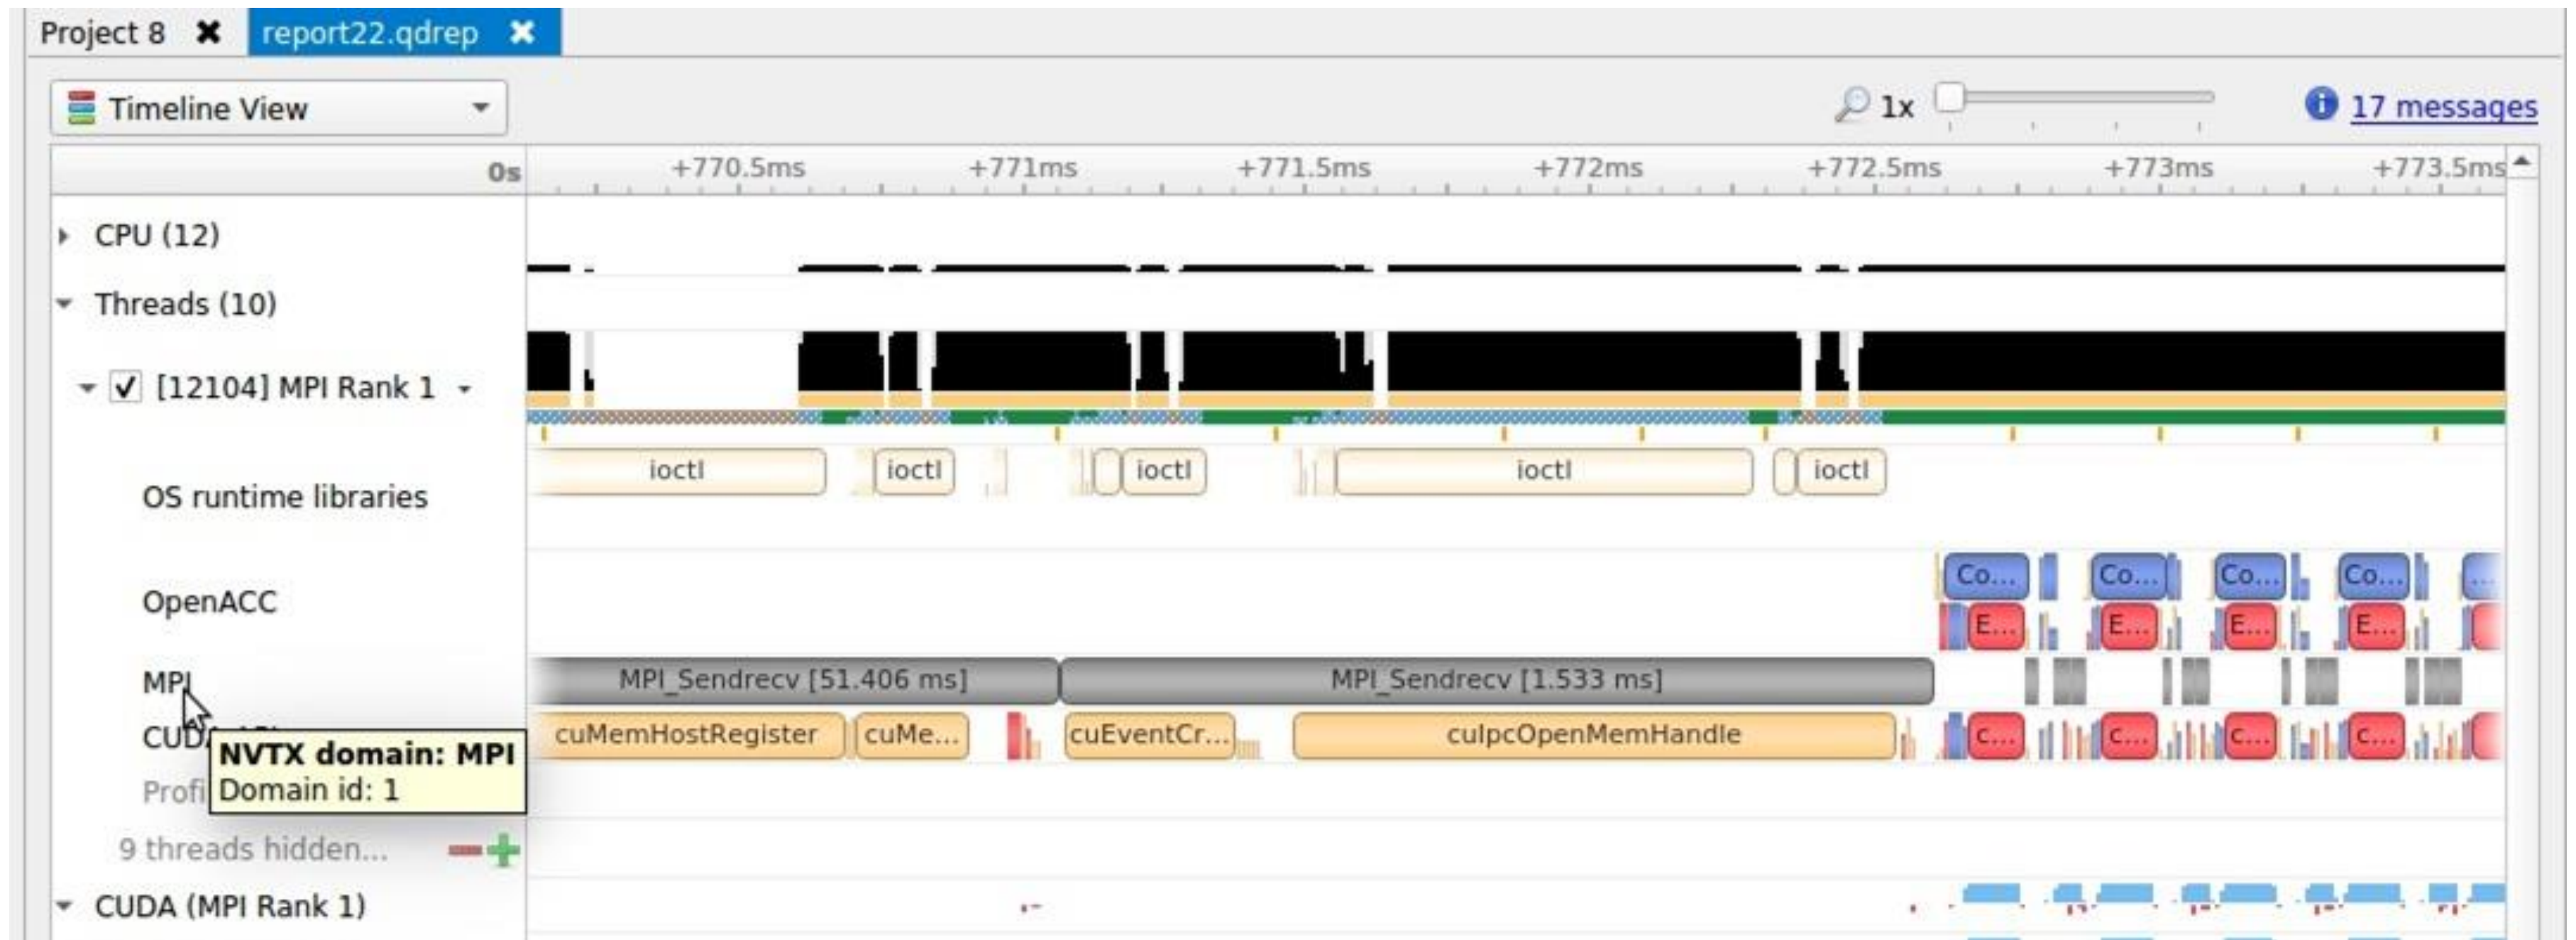 Project 8 report22.qdrep
Timeline View 1x 17 messages
0s +770.5ms +771ms +771.5ms +772ms +772.5ms +773ms +773.5ms
CPU (12)
Threads (10)
[12104] MPI Rank 1
OS runtime libraries ioctl ioctl ioctl ioctl ioctl
OpenACC Co... Co... Co... Co... ...
E... E... E... E...
MPI MPI_Sendrecv [51.406 ms] MPI_Sendrecv [1.533 ms]
cuMemHostRegister cuMe... cuEventCr... cuIpcOpenMemHandle c... c... c... c...
NVTX domain: MPI
Domain id: 1
9 threads hidden...
CUDA (MPI Rank 1)